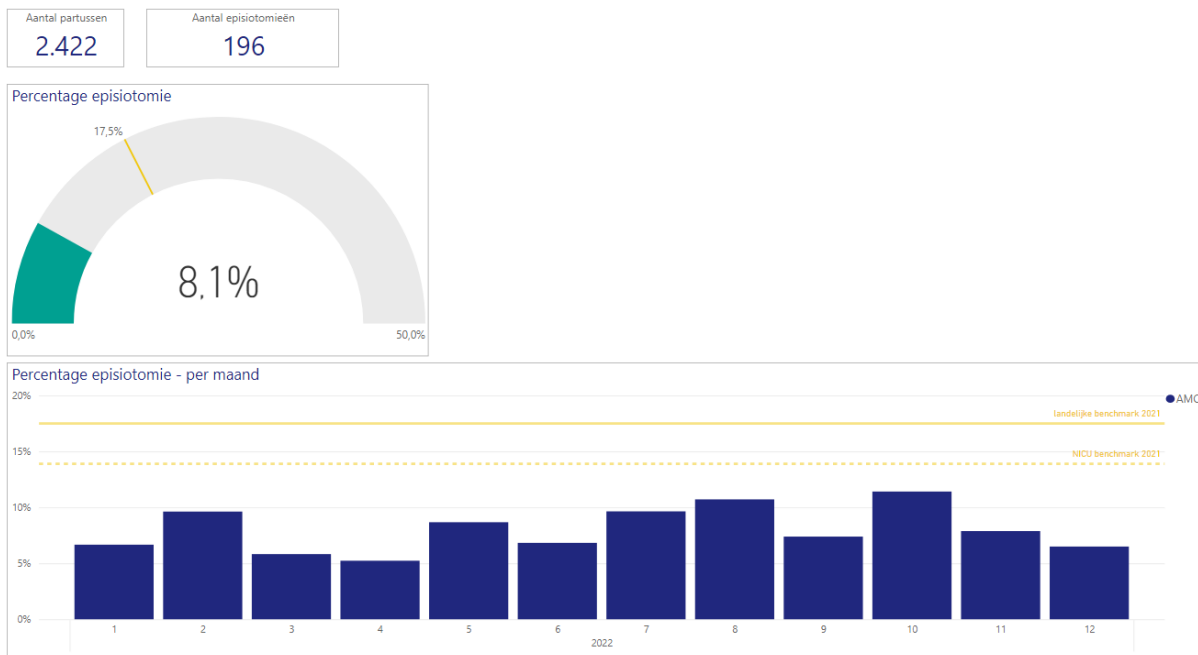 Aantal partussen
2.422
Aantal episiotomieën
196
Percentage episiotomie
17,5%
8,1%
0,0%
50,0%
Percentage episiotomie - per maand
20%
AMC
landelijke benchmark 2021
15%
NICU benchmark 2021
10%
5%
0%
1 2 3 4 5 6 7 8 9 10 11 12
2022